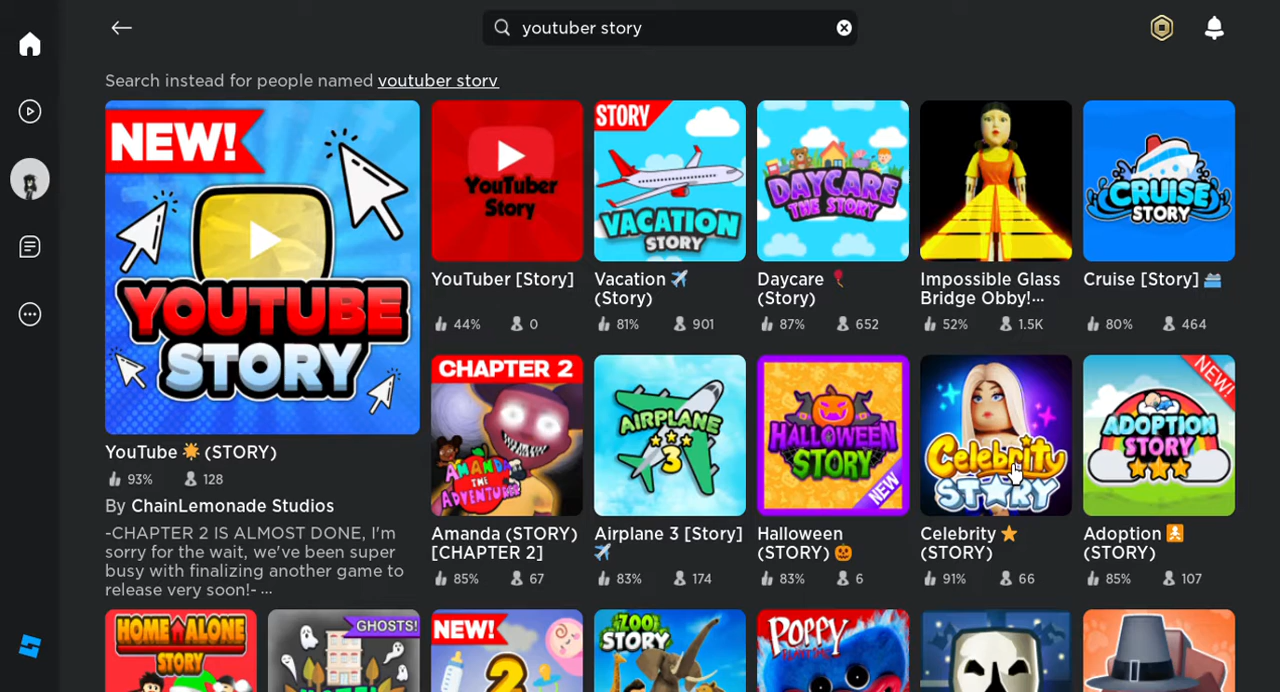 youtuber story
Search instead for people named youtuber story
NEW!
YOUTUBE
STORY
YouTube ☀️ (STORY)
93% 128
By ChainLemonade Studios
-CHAPTER 2 IS ALMOST DONE, I'm
sorry for the wait, we've been super
busy with finalizing another game to
release very soon!- ...
YouTuber
Story
YouTuber [Story]
44% 0
STORY
VACATION
STORY
Vacation ✈️
(Story)
81% 901
DAYCARE
THE STORY
Daycare 🎈
(Story)
87% 652
Impossible Glass
Bridge Obby!...
52% 1.5K
CRUISE
STORY
Cruise [Story] 🛳️
80% 464
CHAPTER 2
AMANDA
THE
ADVENTURER
Amanda (STORY)
[CHAPTER 2]
85% 67
AIRPLANE
3
Airplane 3 [Story]
✈️
83% 174
HALLOWEEN
STORY
NEW
Halloween
(STORY) 🎃
83% 6
Celebrity
STORY
Celebrity ⭐
(STORY)
91% 66
NEW!
ADOPTION
STORY
Adoption
(STORY)
85% 107
HOME ALONE
STORY
GHOSTS!
NEW!
2
ZOO
STORY
POPPY